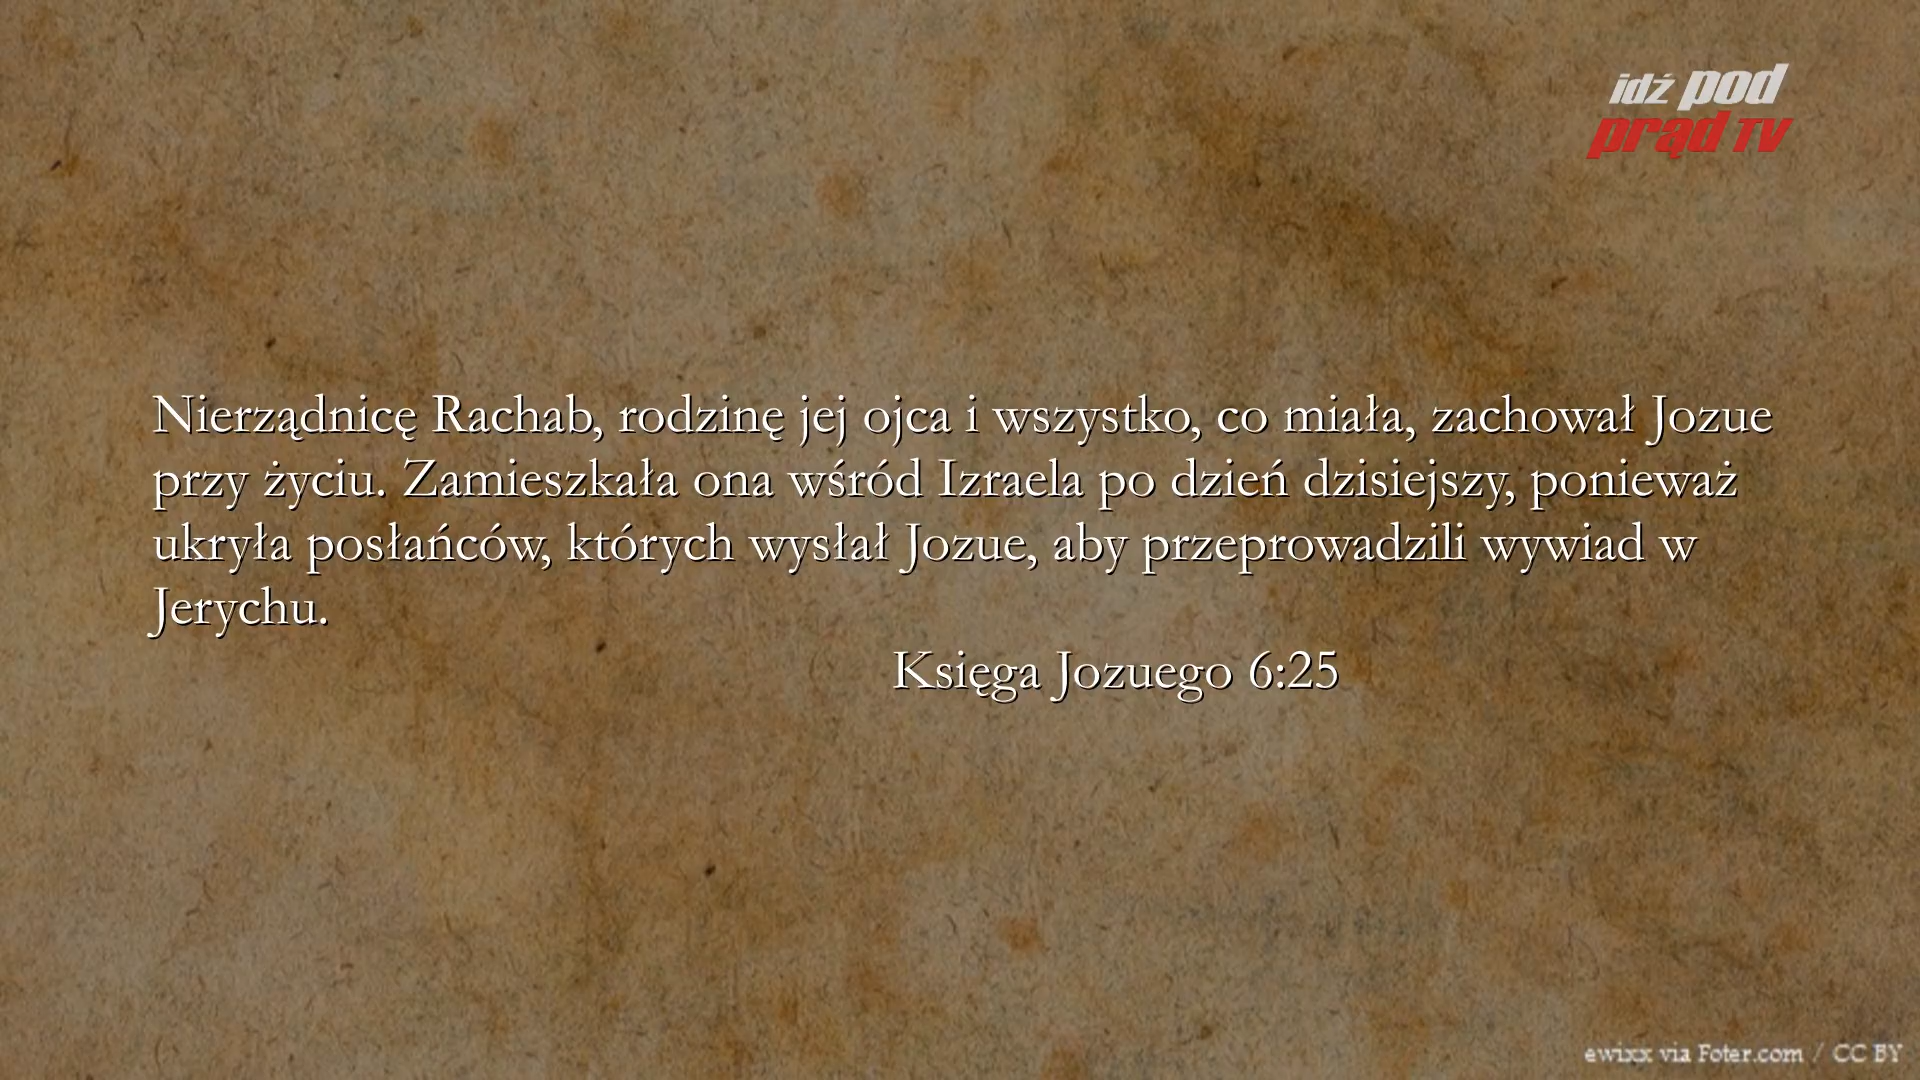 idź pod
prąd TV
Nierządnicę Rachab, rodzinę jej ojca i wszystko, co miała, zachował Jozue
przy życiu. Zamieszkała ona wśród Izraela po dzień dzisiejszy, ponieważ
ukryła posłańców, których wysłał Jozue, aby przeprowadzili wywiad w
Jerychu.
Księga Jozuego 6:25
ewixx via Foter.com / CC BY